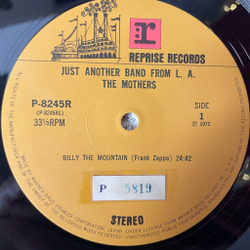 REPRISE RECORDS
JUST ANOTHER BAND FROM L. A.
THE MOTHERS
P-8245R
(P-8245R1)
33⅓RPM
SIDE
1
Ⓟ 1972
BILLY THE MOUNTAIN (Frank Zappa) 24:42
P 5819
STEREO